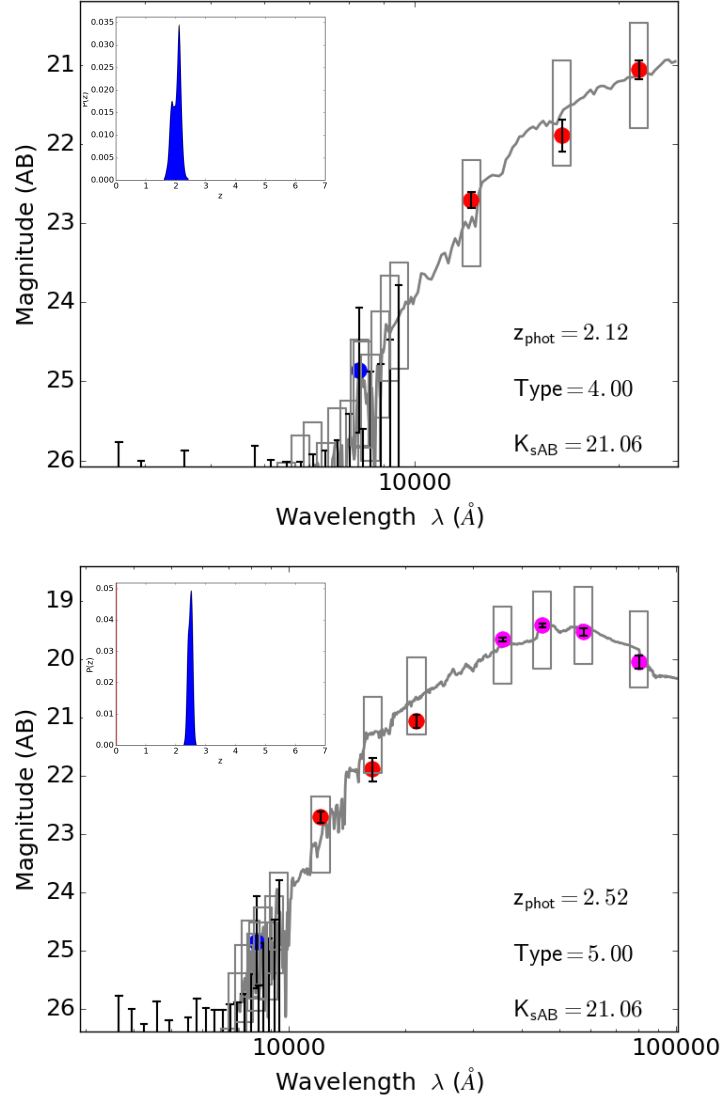 0.035
0.030
0.025
0.020
0.015
0.010
0.005
0.000
P(z)
0 1 2 3 4 5 6 7
z
21
22
23
24
25
26
Magnitude (AB)
z_phot = 2.12
Type = 4.00
K_sAB = 21.06
10000
Wavelength λ (Å)
0.05
0.04
0.03
0.02
0.01
0.00
P(z)
0 1 2 3 4 5 6 7
z
19
20
21
22
23
24
25
26
Magnitude (AB)
z_phot = 2.52
Type = 5.00
K_sAB = 21.06
10000 100000
Wavelength λ (Å)